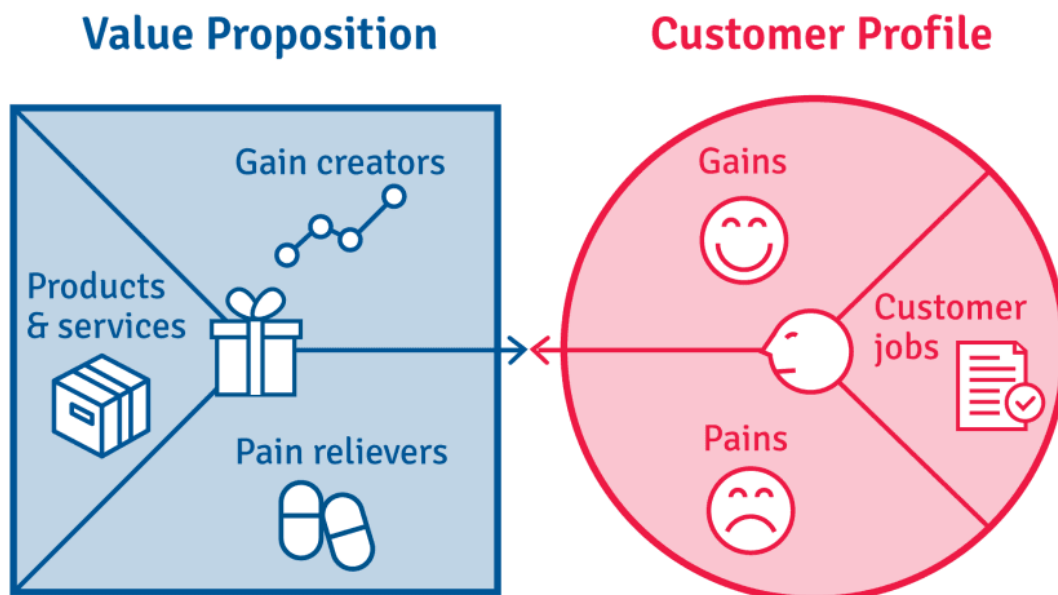 Value Proposition
Customer Profile
Gain creators
Products
& services
Pain relievers
Gains
Customer
jobs
Pains